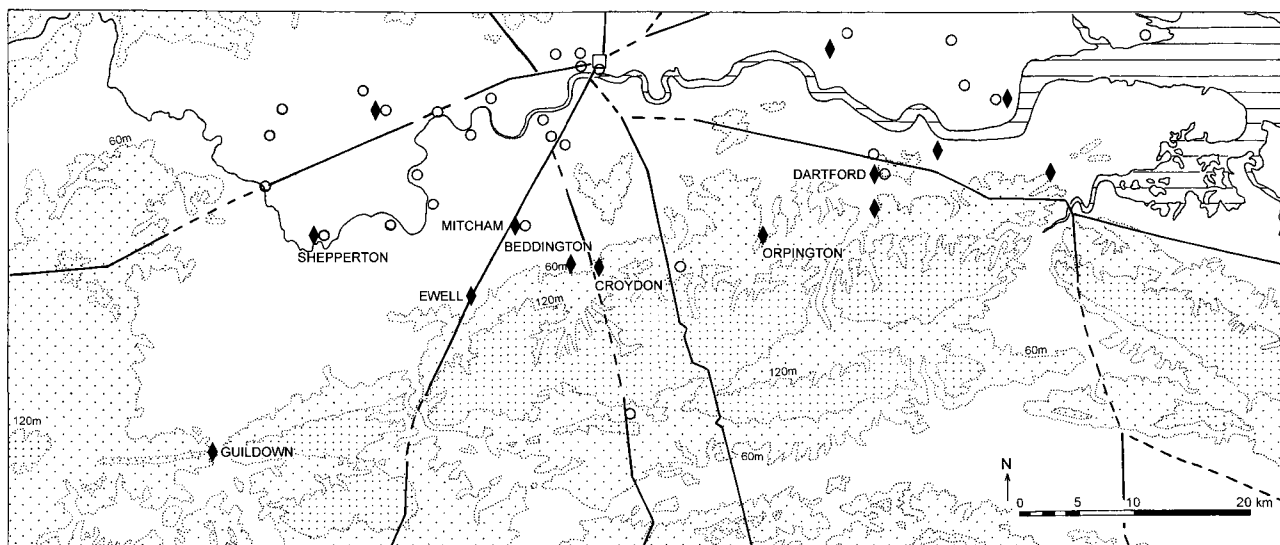 60m
DARTFORD
MITCHAM
BEDDINGTON
SHEPPERTON
ORPINGTON
60m
CROYDON
EWELL
120m
60m
120m
120m
GUILDOWN
60m
N
0 5 10 20 km